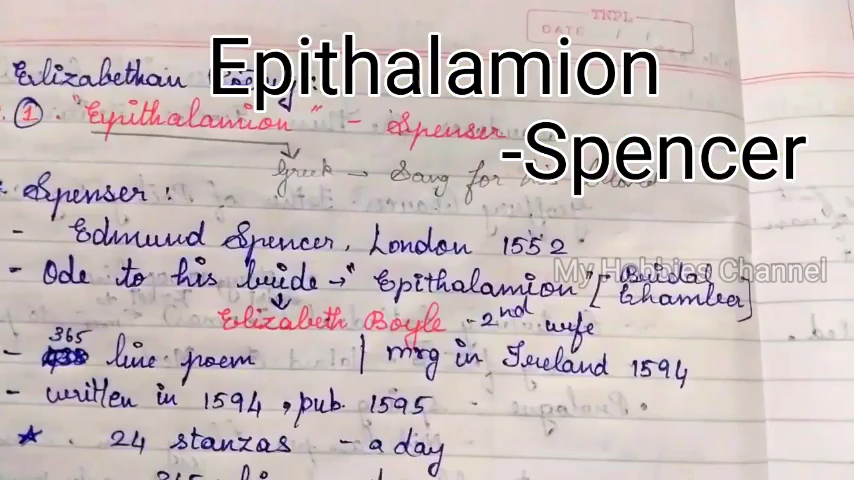 TNPL
DATE / /
Epithalamion
-Spencer
Elizabethan
1 "Epithalamion" - Spenser
Greek → Song for his
Spenser :
- Edmund Spencer, London 1552
- Ode to his bride → "Epithalamion" [Bridal Chamber]
My Hobbies Channel
Elizabeth Boyle - 2nd wife
365
- line poem | mrg in Ireland 1594
- written in 1594, pub. 1595
24 stanzas - a day